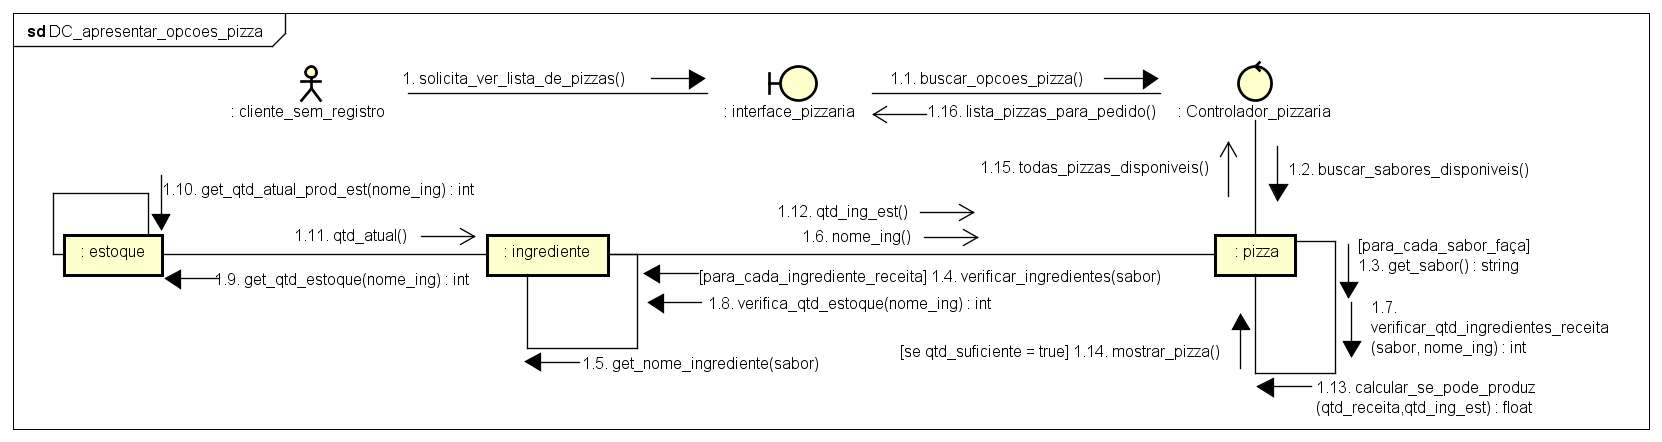 sd DC_apresentar_opcoes_pizza
1. solicita_ver_lista_de_pizzas()
1.1. buscar_opcoes_pizza()
: cliente_sem_registro
: interface_pizzaria
1.16. lista_pizzas_para_pedido()
: Controlador_pizzaria
1.15. todas_pizzas_disponiveis()
1.2. buscar_sabores_disponiveis()
1.10. get_qtd_atual_prod_est(nome_ing) : int
1.12. qtd_ing_est()
1.11. qtd_atual()
1.6. nome_ing()
: estoque
: ingrediente
: pizza
[para_cada_sabor_faça]
1.3. get_sabor() : string
1.9. get_qtd_estoque(nome_ing) : int
[para_cada_ingrediente_receita] 1.4. verificar_ingredientes(sabor)
1.8. verifica_qtd_estoque(nome_ing) : int
1.7.
verificar_qtd_ingredientes_receita
(sabor, nome_ing) : int
[se qtd_suficiente = true] 1.14. mostrar_pizza()
1.5. get_nome_ingrediente(sabor)
1.13. calcular_se_pode_produz
(qtd_receita,qtd_ing_est) : float